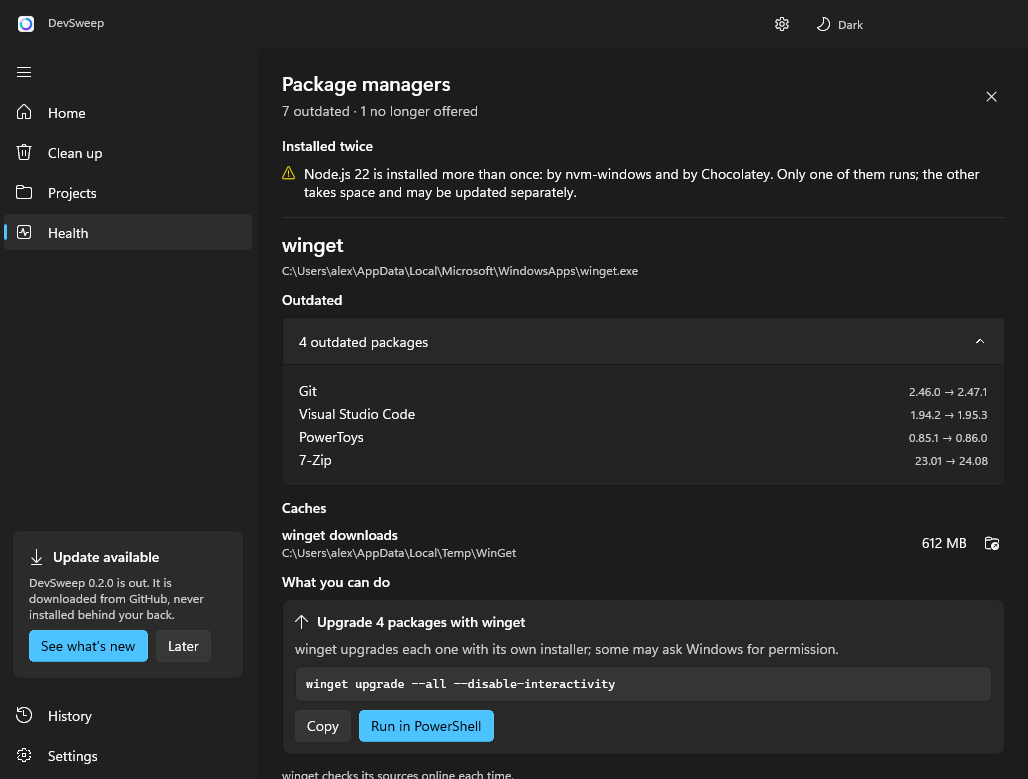 DevSweep
Dark
Home
Clean up
Projects
Health
Update available
DevSweep 0.2.0 is out. It is
downloaded from GitHub, never
installed behind your back.
See what's new
Later
History
Settings
Package managers
7 outdated · 1 no longer offered
Installed twice
Node.js 22 is installed more than once: by nvm-windows and by Chocolatey. Only one of them runs; the other
takes space and may be updated separately.
winget
C:\Users\alex\AppData\Local\Microsoft\WindowsApps\winget.exe
Outdated
4 outdated packages
Git 2.46.0 → 2.47.1
Visual Studio Code 1.94.2 → 1.95.3
PowerToys 0.85.1 → 0.86.0
7-Zip 23.01 → 24.08
Caches
winget downloads
C:\Users\alex\AppData\Local\Temp\WinGet
612 MB
What you can do
Upgrade 4 packages with winget
winget upgrades each one with its own installer; some may ask Windows for permission.
winget upgrade --all --disable-interactivity
Copy
Run in PowerShell
winget checks its sources online each time.